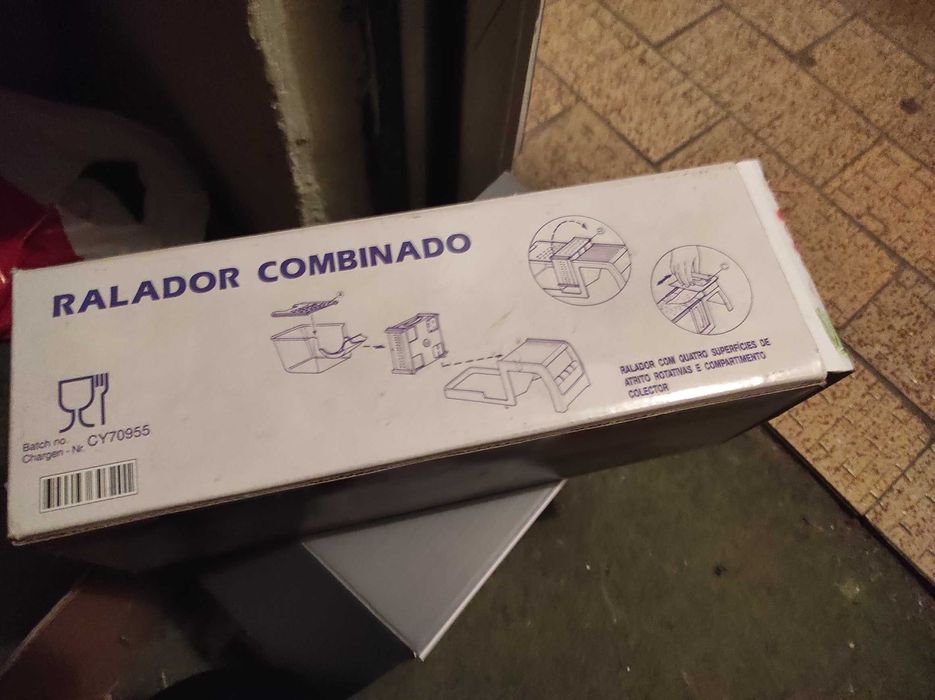 RALADOR COMBINADO
RALADOR COM QUATRO SUPERFÍCIES DE
ATRITO ROTATIVAS E COMPARTIMENTO
COLECTOR
Batch no.
Chargen - Nr. CY70955